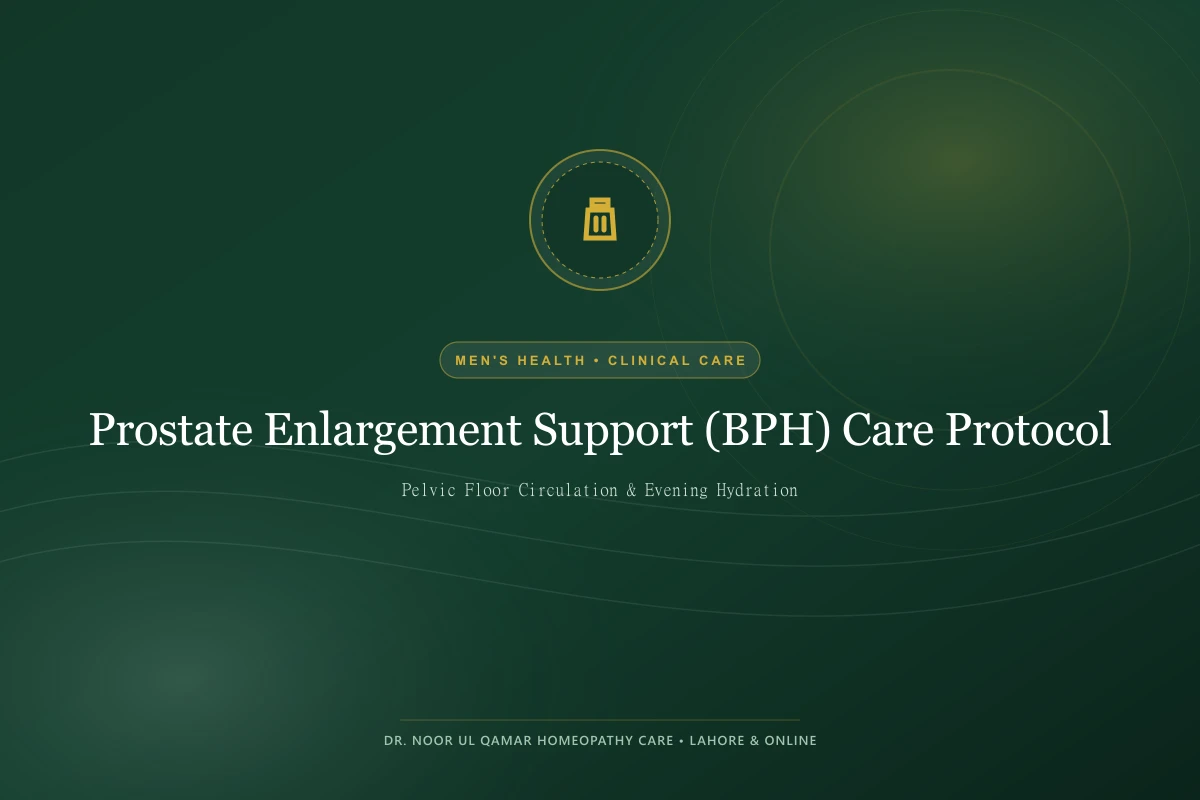 MEN'S HEALTH • CLINICAL CARE
Prostate Enlargement Support (BPH) Care Protocol
Pelvic Floor Circulation & Evening Hydration
DR. NOOR UL QAMAR HOMEOPATHY CARE • LAHORE & ONLINE